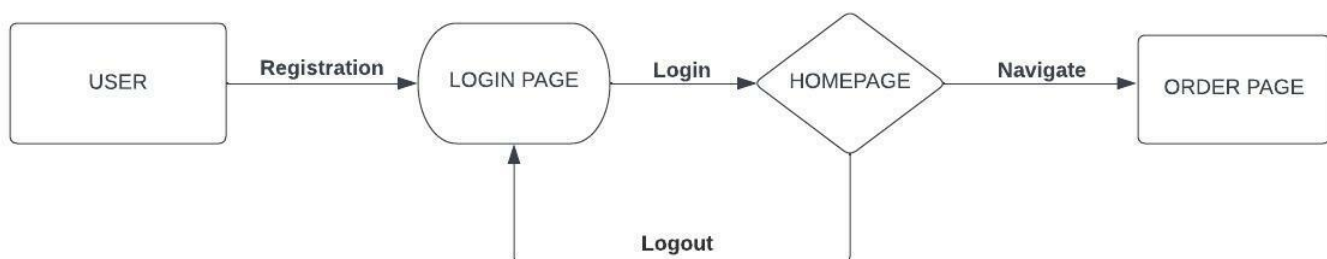 USER
Registration
LOGIN PAGE
Login
HOMEPAGE
Navigate
ORDER PAGE
Logout